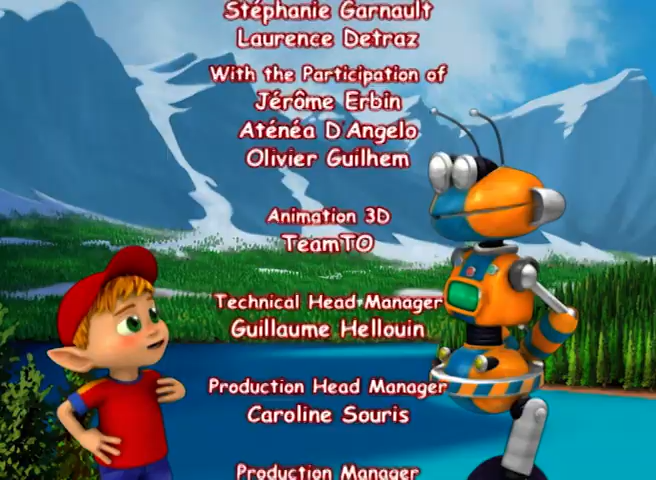 Stéphanie Garnault
Laurence Detraz
With the Participation of
Jérôme Erbin
Aténéa D'Angelo
Olivier Guilhem
Animation 3D
TeamTO
Technical Head Manager
Guillaume Hellouin
Production Head Manager
Caroline Souris
Production Manager